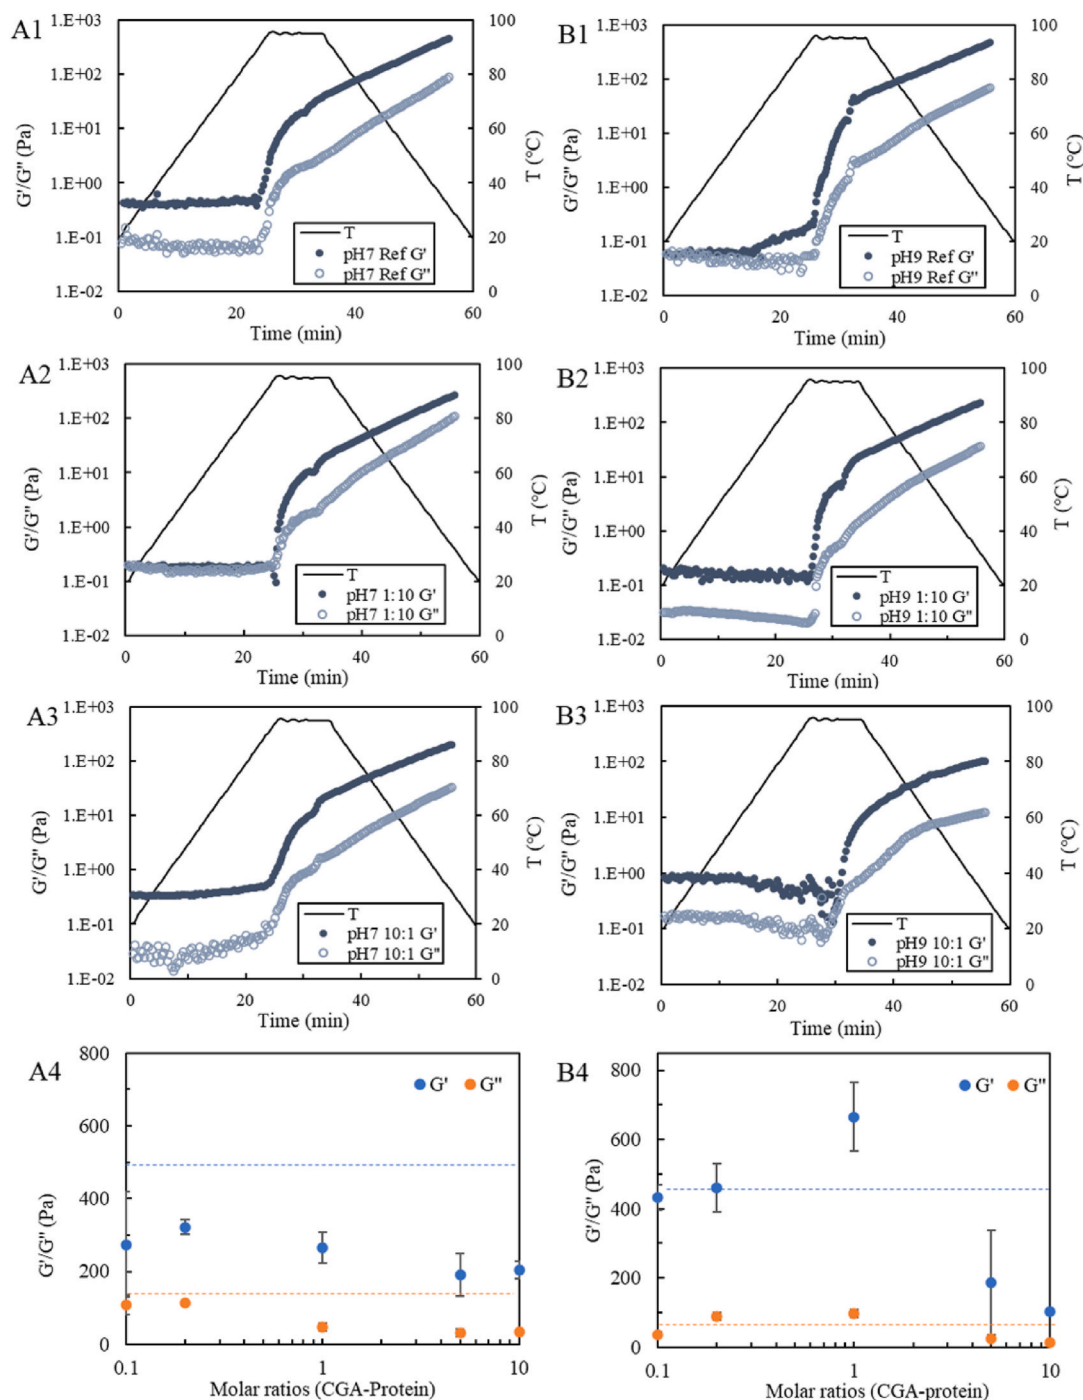 A1
1.E+03
1.E+02
1.E+01
1.E+00
1.E-01
1.E-02
G'/G'' (Pa)
100
80
60
40
20
0
T (°C)
T
pH7 Ref G'
pH7 Ref G''
0 20 40 60
Time (min)
B1
1.E+03
1.E+02
1.E+01
1.E+00
1.E-01
1.E-02
G'/G'' (Pa)
100
80
60
40
20
0
T (°C)
T
pH9 Ref G'
pH9 Ref G''
0 20 40 60
Time (min)
A2
1.E+03
1.E+02
1.E+01
1.E+00
1.E-01
1.E-02
G'/G'' (Pa)
100
80
60
40
20
0
T (°C)
T
pH7 1:10 G'
pH7 1:10 G''
0 20 40 60
Time (min)
B2
1.E+03
1.E+02
1.E+01
1.E+00
1.E-01
1.E-02
G'/G'' (Pa)
100
80
60
40
20
0
T (°C)
T
pH9 1:10 G'
pH9 1:10 G''
0 20 40 60
Time (min)
A3
1.E+03
1.E+02
1.E+01
1.E+00
1.E-01
1.E-02
G'/G'' (Pa)
100
80
60
40
20
0
T (°C)
T
pH7 10:1 G'
pH7 10:1 G''
0 20 40 60
Time (min)
B3
1.E+03
1.E+02
1.E+01
1.E+00
1.E-01
1.E-02
G'/G'' (Pa)
100
80
60
40
20
0
T (°C)
T
pH9 10:1 G'
pH9 10:1 G''
0 20 40 60
Time (min)
A4
800
600
400
200
0
G'/G'' (Pa)
G' G''
0.1 1 10
Molar ratios (CGA-Protein)
B4
800
600
400
200
0
G'/G'' (Pa)
G' G''
0.1 1 10
Molar ratios (CGA-protein)